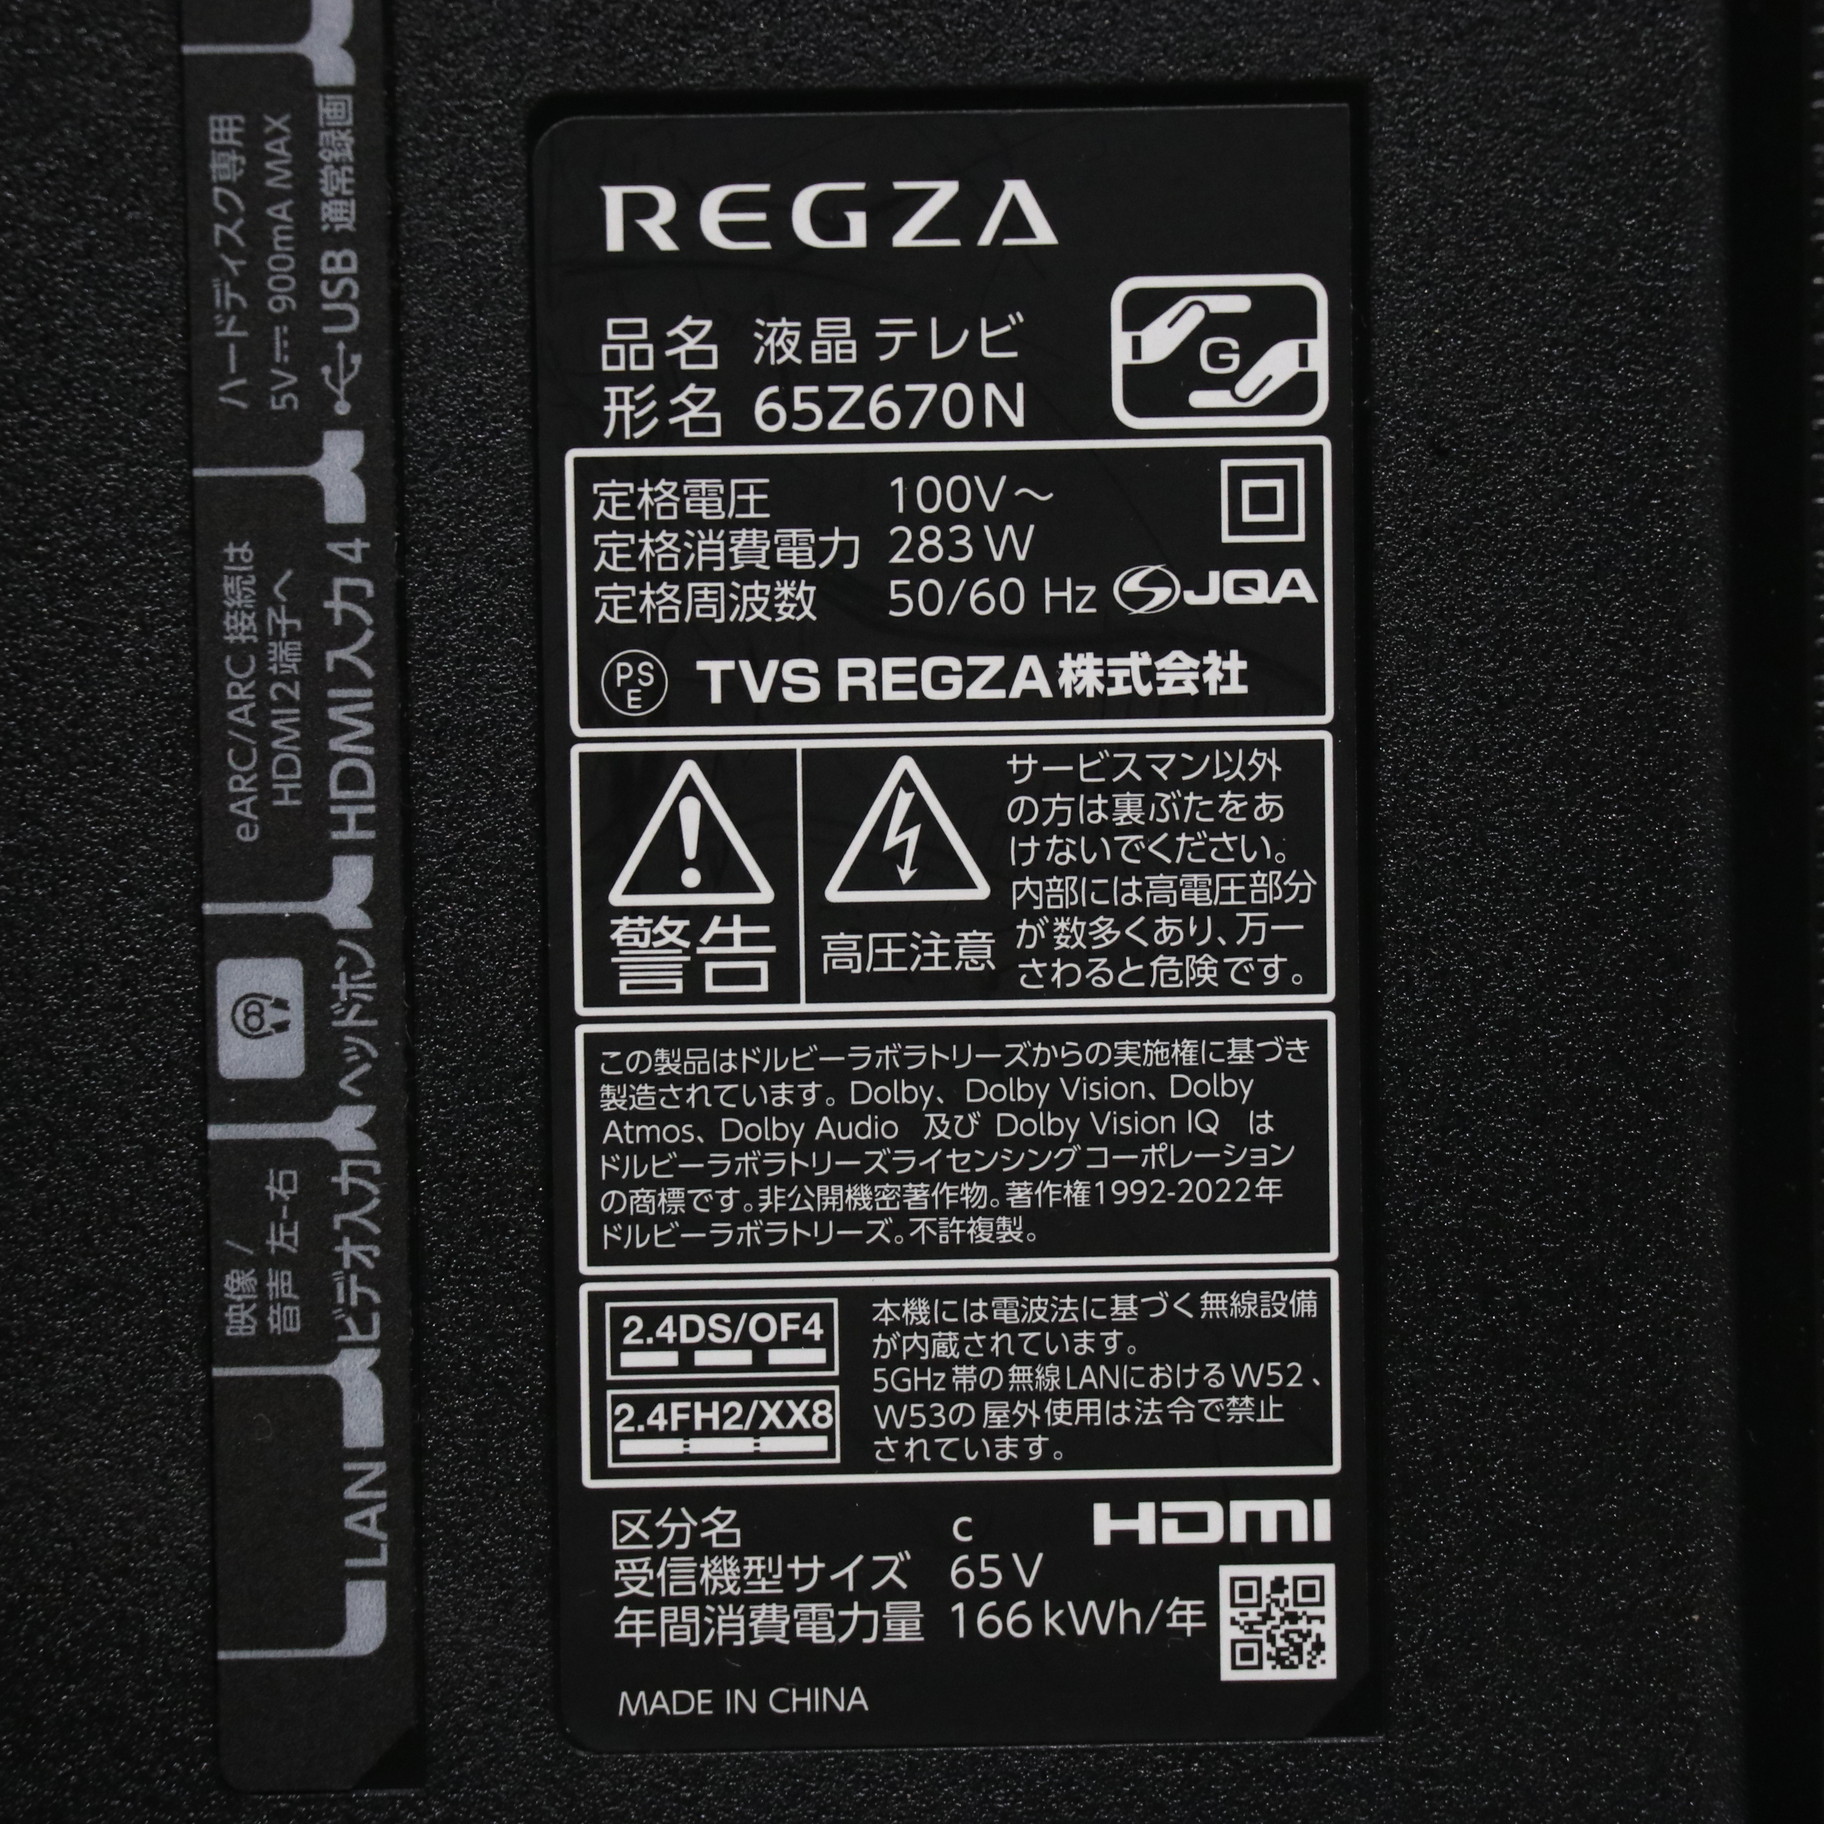 REGZA
品名 液晶テレビ
形名 65Z670N
G
定格電圧 100V～
定格消費電力 283W
定格周波数 50/60 Hz
JQA
PS
E
TVS REGZA株式会社
警告
高圧注意
サービスマン以外
の方は裏ぶたをあ
けないでください。
内部には高電圧部分
が数多くあり、万一
さわると危険です。
この製品はドルビーラボラトリーズからの実施権に基づき
製造されています。Dolby、Dolby Vision、Dolby
Atmos、Dolby Audio 及び Dolby Vision IQ は
ドルビーラボラトリーズライセンシングコーポレーション
の商標です。非公開機密著作物。著作権1992-2022年
ドルビーラボラトリーズ。不許複製。
2.4DS/OF4
2.4FH2/XX8
本機には電波法に基づく無線設備
が内蔵されています。
5GHz帯の無線LANにおけるW52、
W53の屋外使用は法令で禁止
されています。
区分名 c
受信機型サイズ 65V
年間消費電力量 166kWh/年
HDMI
MADE IN CHINA
ハードディスク専用
5V⎓900mA MAX
USB 通常録画
eARC/ARC 接続は
HDMI2端子へ
HDMI入力4
ヘッドホン
映像/
音声 左-右
ビデオ入力
LAN